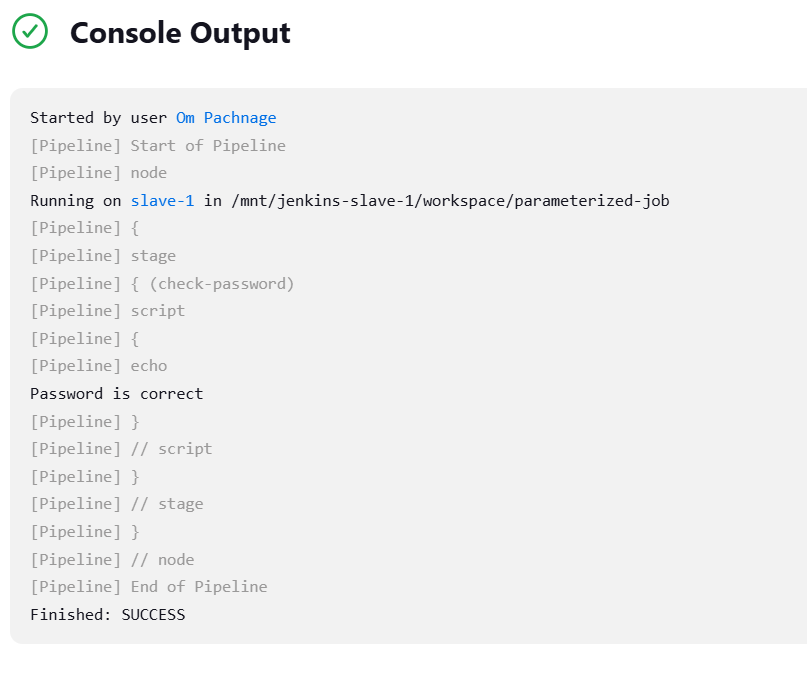 Console Output
Started by user Om Pachnage
[Pipeline] Start of Pipeline
[Pipeline] node
Running on slave-1 in /mnt/jenkins-slave-1/workspace/parameterized-job
[Pipeline] {
[Pipeline] stage
[Pipeline] { (check-password)
[Pipeline] script
[Pipeline] {
[Pipeline] echo
Password is correct
[Pipeline] }
[Pipeline] // script
[Pipeline] }
[Pipeline] // stage
[Pipeline] }
[Pipeline] // node
[Pipeline] End of Pipeline
Finished: SUCCESS